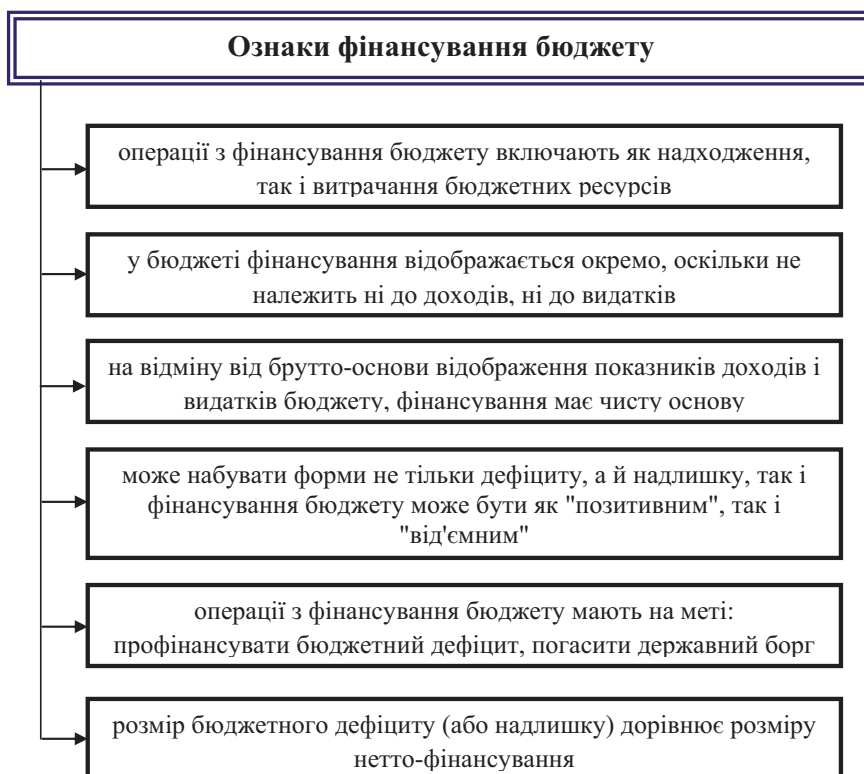 Ознаки фінансування бюджету
операції з фінансування бюджету включають як надходження,
так і витрачання бюджетних ресурсів
у бюджеті фінансування відображається окремо, оскільки не
належить ні до доходів, ні до видатків
на відміну від брутто-основи відображення показників доходів і
видатків бюджету, фінансування має чисту основу
може набувати форми не тільки дефіциту, а й надлишку, так і
фінансування бюджету може бути як "позитивним", так і
"від'ємним"
операції з фінансування бюджету мають на меті:
профінансувати бюджетний дефіцит, погасити державний борг
розмір бюджетного дефіциту (або надлишку) дорівнює розміру
нетто-фінансування